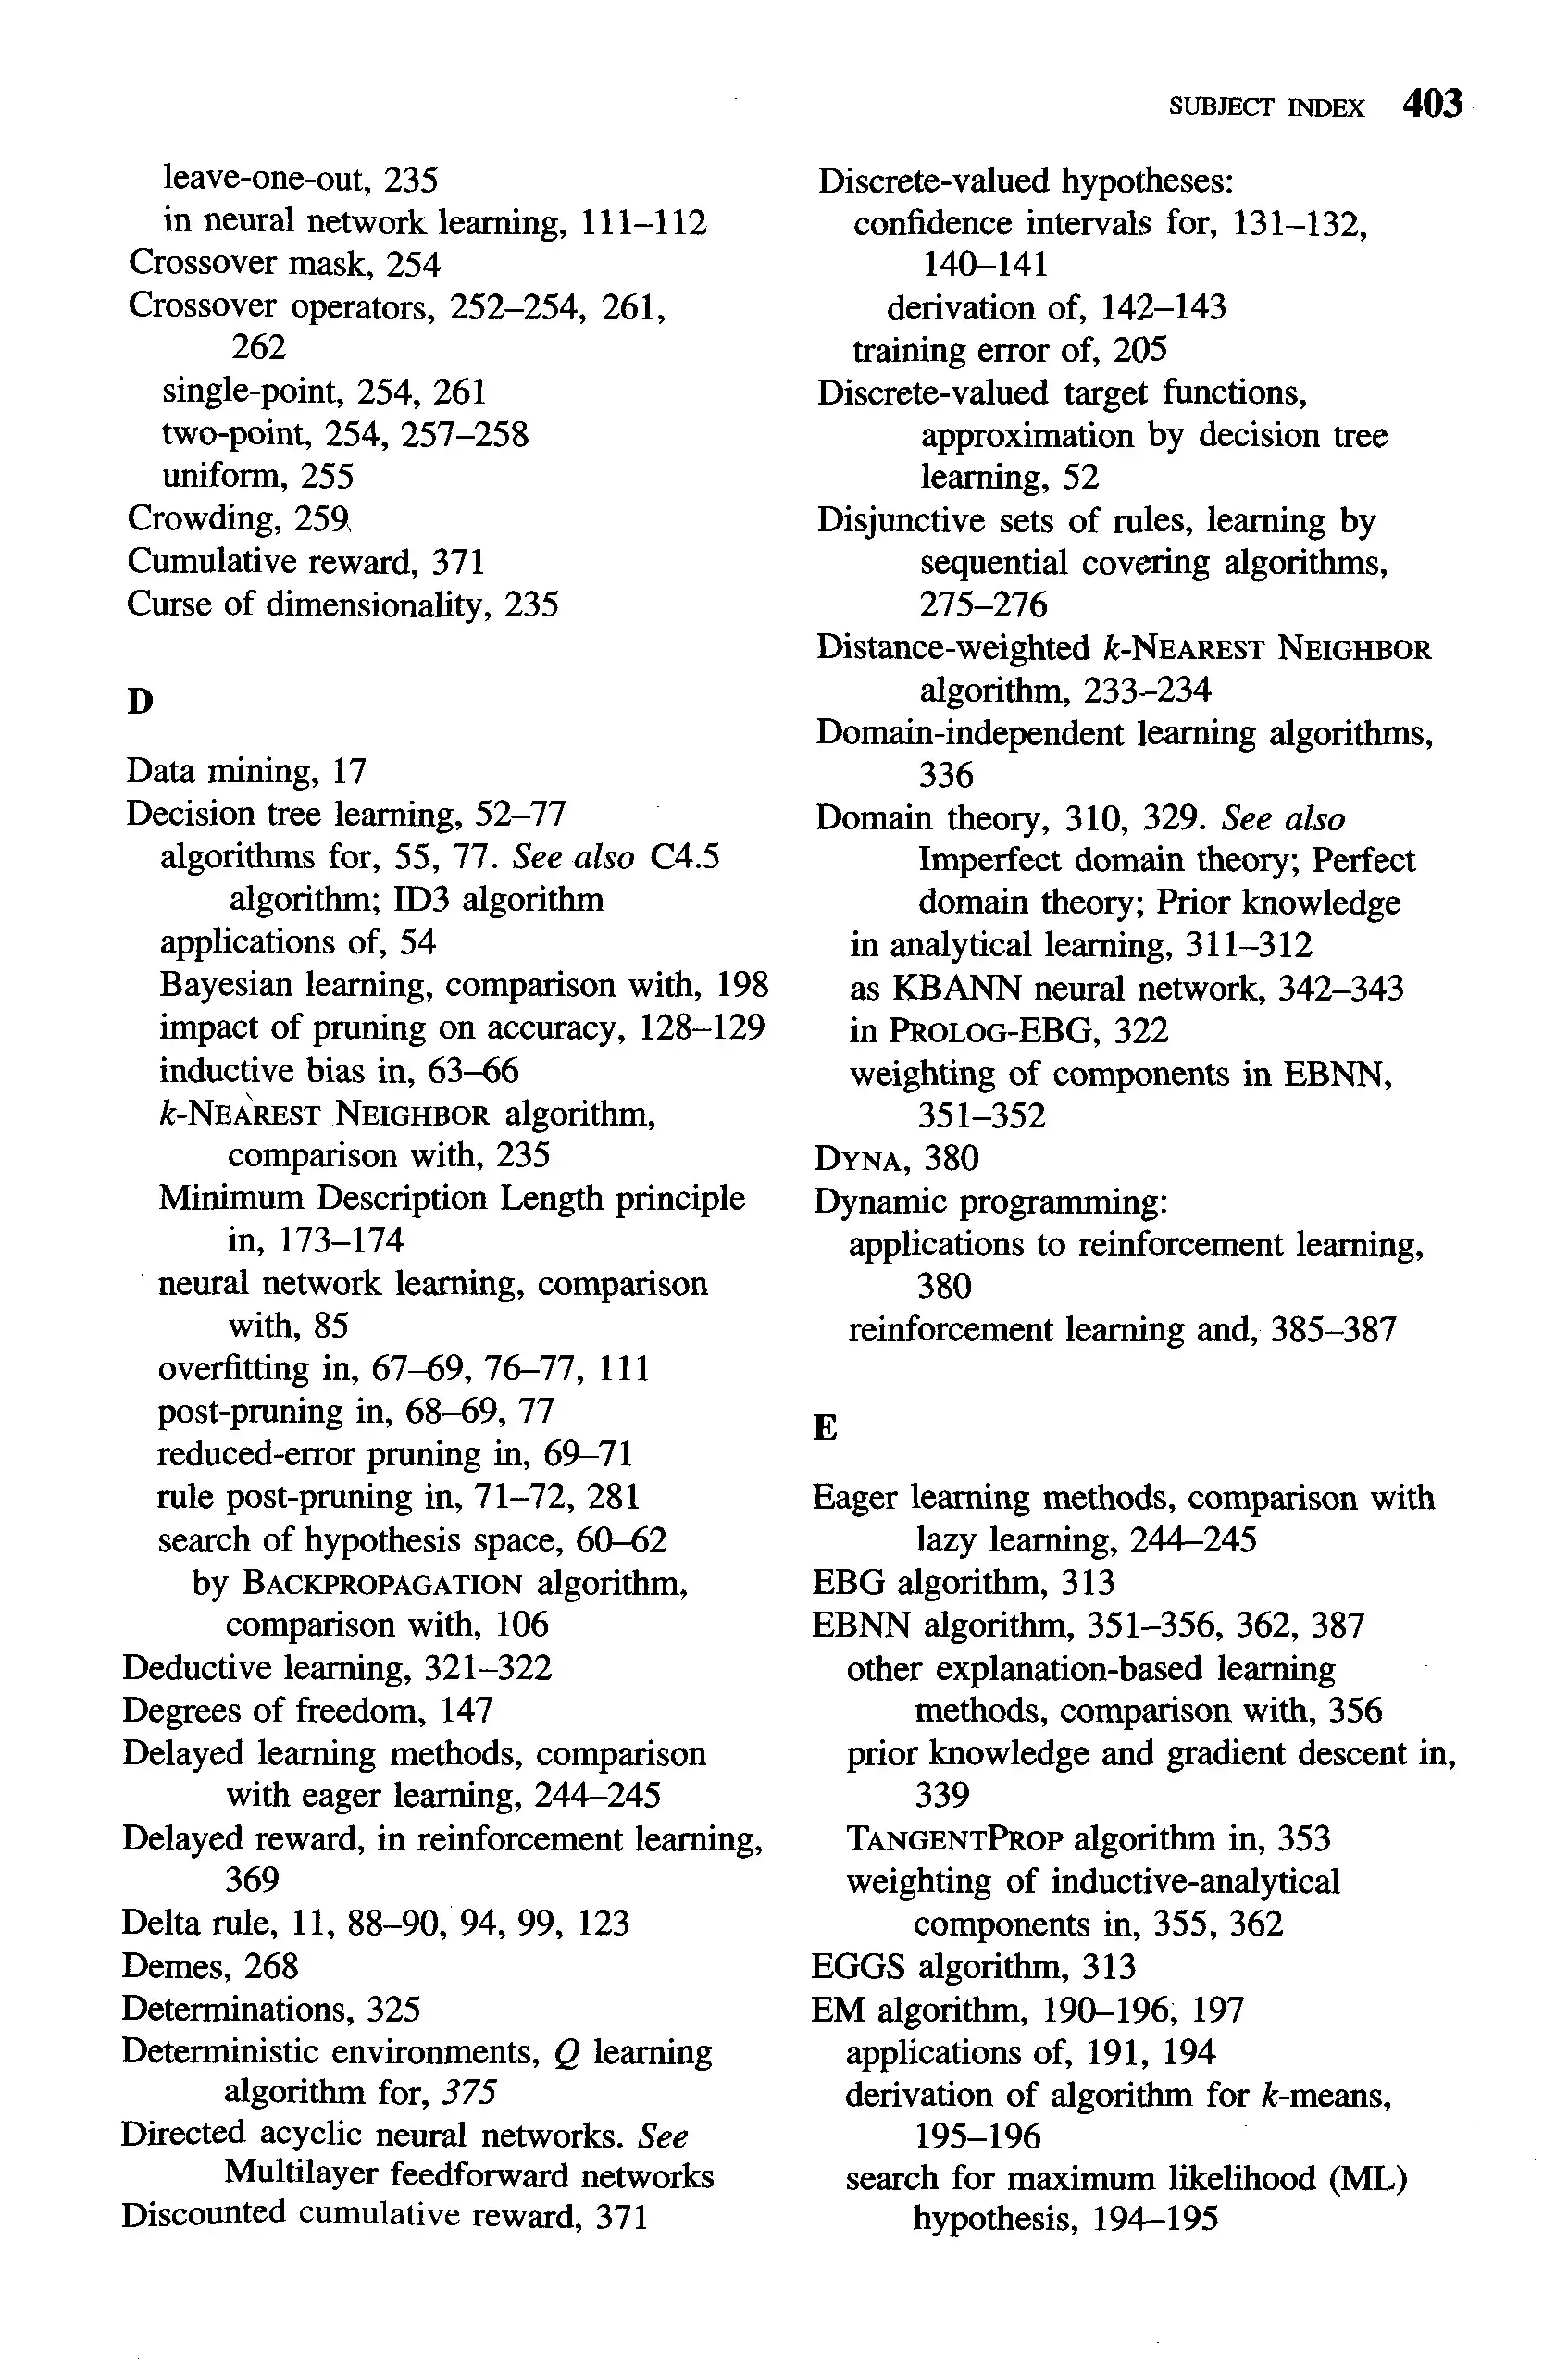 SUBJECT INDEX 403
leave-one-out, 235
in neural network learning, 111–112
Crossover mask, 254
Crossover operators, 252–254, 261,
262
single-point, 254, 261
two-point, 254, 257–258
uniform, 255
Crowding, 259
Cumulative reward, 371
Curse of dimensionality, 235
D
Data mining, 17
Decision tree learning, 52–77
algorithms for, 55, 77. See also C4.5
algorithm; ID3 algorithm
applications of, 54
Bayesian learning, comparison with, 198
impact of pruning on accuracy, 128–129
inductive bias in, 63–66
k-NEAREST NEIGHBOR algorithm,
comparison with, 235
Minimum Description Length principle
in, 173–174
neural network learning, comparison
with, 85
overfitting in, 67–69, 76–77, 111
post-pruning in, 68–69, 77
reduced-error pruning in, 69–71
rule post-pruning in, 71–72, 281
search of hypothesis space, 60–62
by BACKPROPAGATION algorithm,
comparison with, 106
Deductive learning, 321–322
Degrees of freedom, 147
Delayed learning methods, comparison
with eager learning, 244–245
Delayed reward, in reinforcement learning,
369
Delta rule, 11, 88–90, 94, 99, 123
Demes, 268
Determinations, 325
Deterministic environments, Q learning
algorithm for, 375
Directed acyclic neural networks. See
Multilayer feedforward networks
Discounted cumulative reward, 371
Discrete-valued hypotheses:
confidence intervals for, 131–132,
140–141
derivation of, 142–143
training error of, 205
Discrete-valued target functions,
approximation by decision tree
learning, 52
Disjunctive sets of rules, learning by
sequential covering algorithms,
275–276
Distance-weighted k-NEAREST NEIGHBOR
algorithm, 233–234
Domain-independent learning algorithms,
336
Domain theory, 310, 329. See also
Imperfect domain theory; Perfect
domain theory; Prior knowledge
in analytical learning, 311–312
as KBANN neural network, 342–343
in PROLOG-EBG, 322
weighting of components in EBNN,
351–352
DYNA, 380
Dynamic programming:
applications to reinforcement learning,
380
reinforcement learning and, 385–387
E
Eager learning methods, comparison with
lazy learning, 244–245
EBG algorithm, 313
EBNN algorithm, 351–356, 362, 387
other explanation-based learning
methods, comparison with, 356
prior knowledge and gradient descent in,
339
TANGENTPROP algorithm in, 353
weighting of inductive-analytical
components in, 355, 362
EGGS algorithm, 313
EM algorithm, 190–196, 197
applications of, 191, 194
derivation of algorithm for k-means,
195–196
search for maximum likelihood (ML)
hypothesis, 194–195